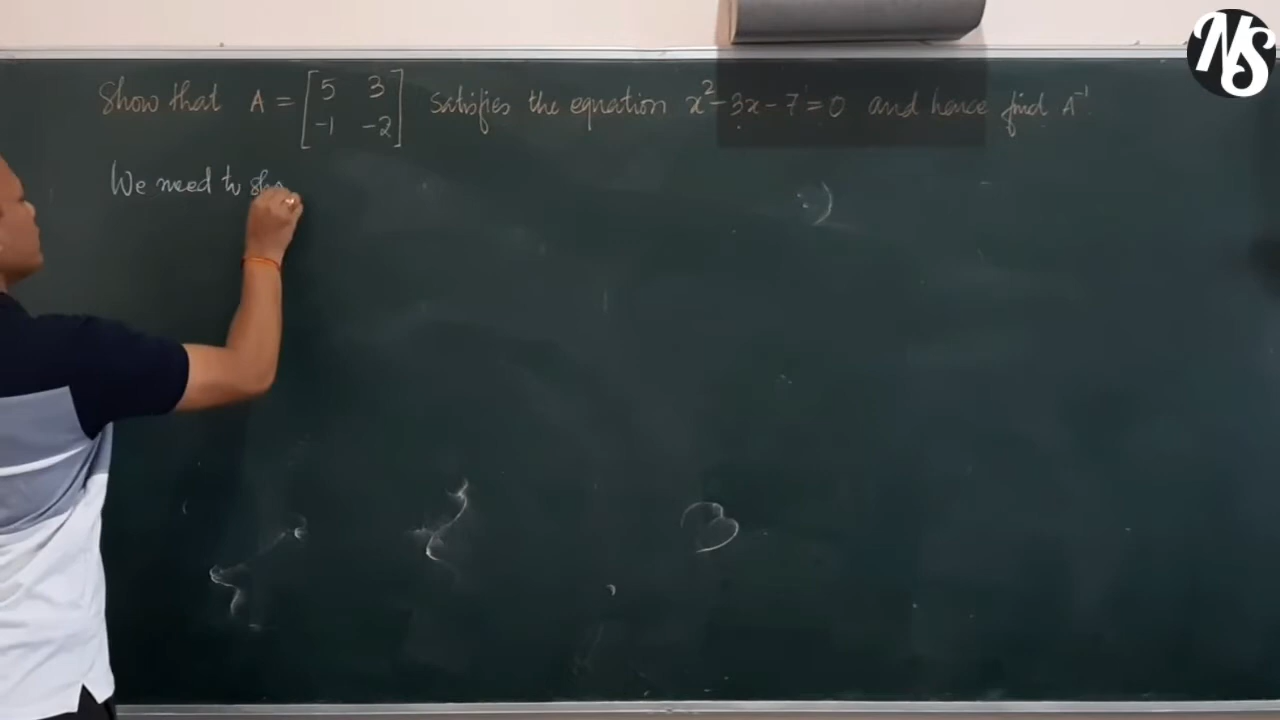 Show that A = [5 3 -1 -2] satisfies the equation x² - 3x - 7 = 0 and hence find A⁻¹.
We need to sho
NS